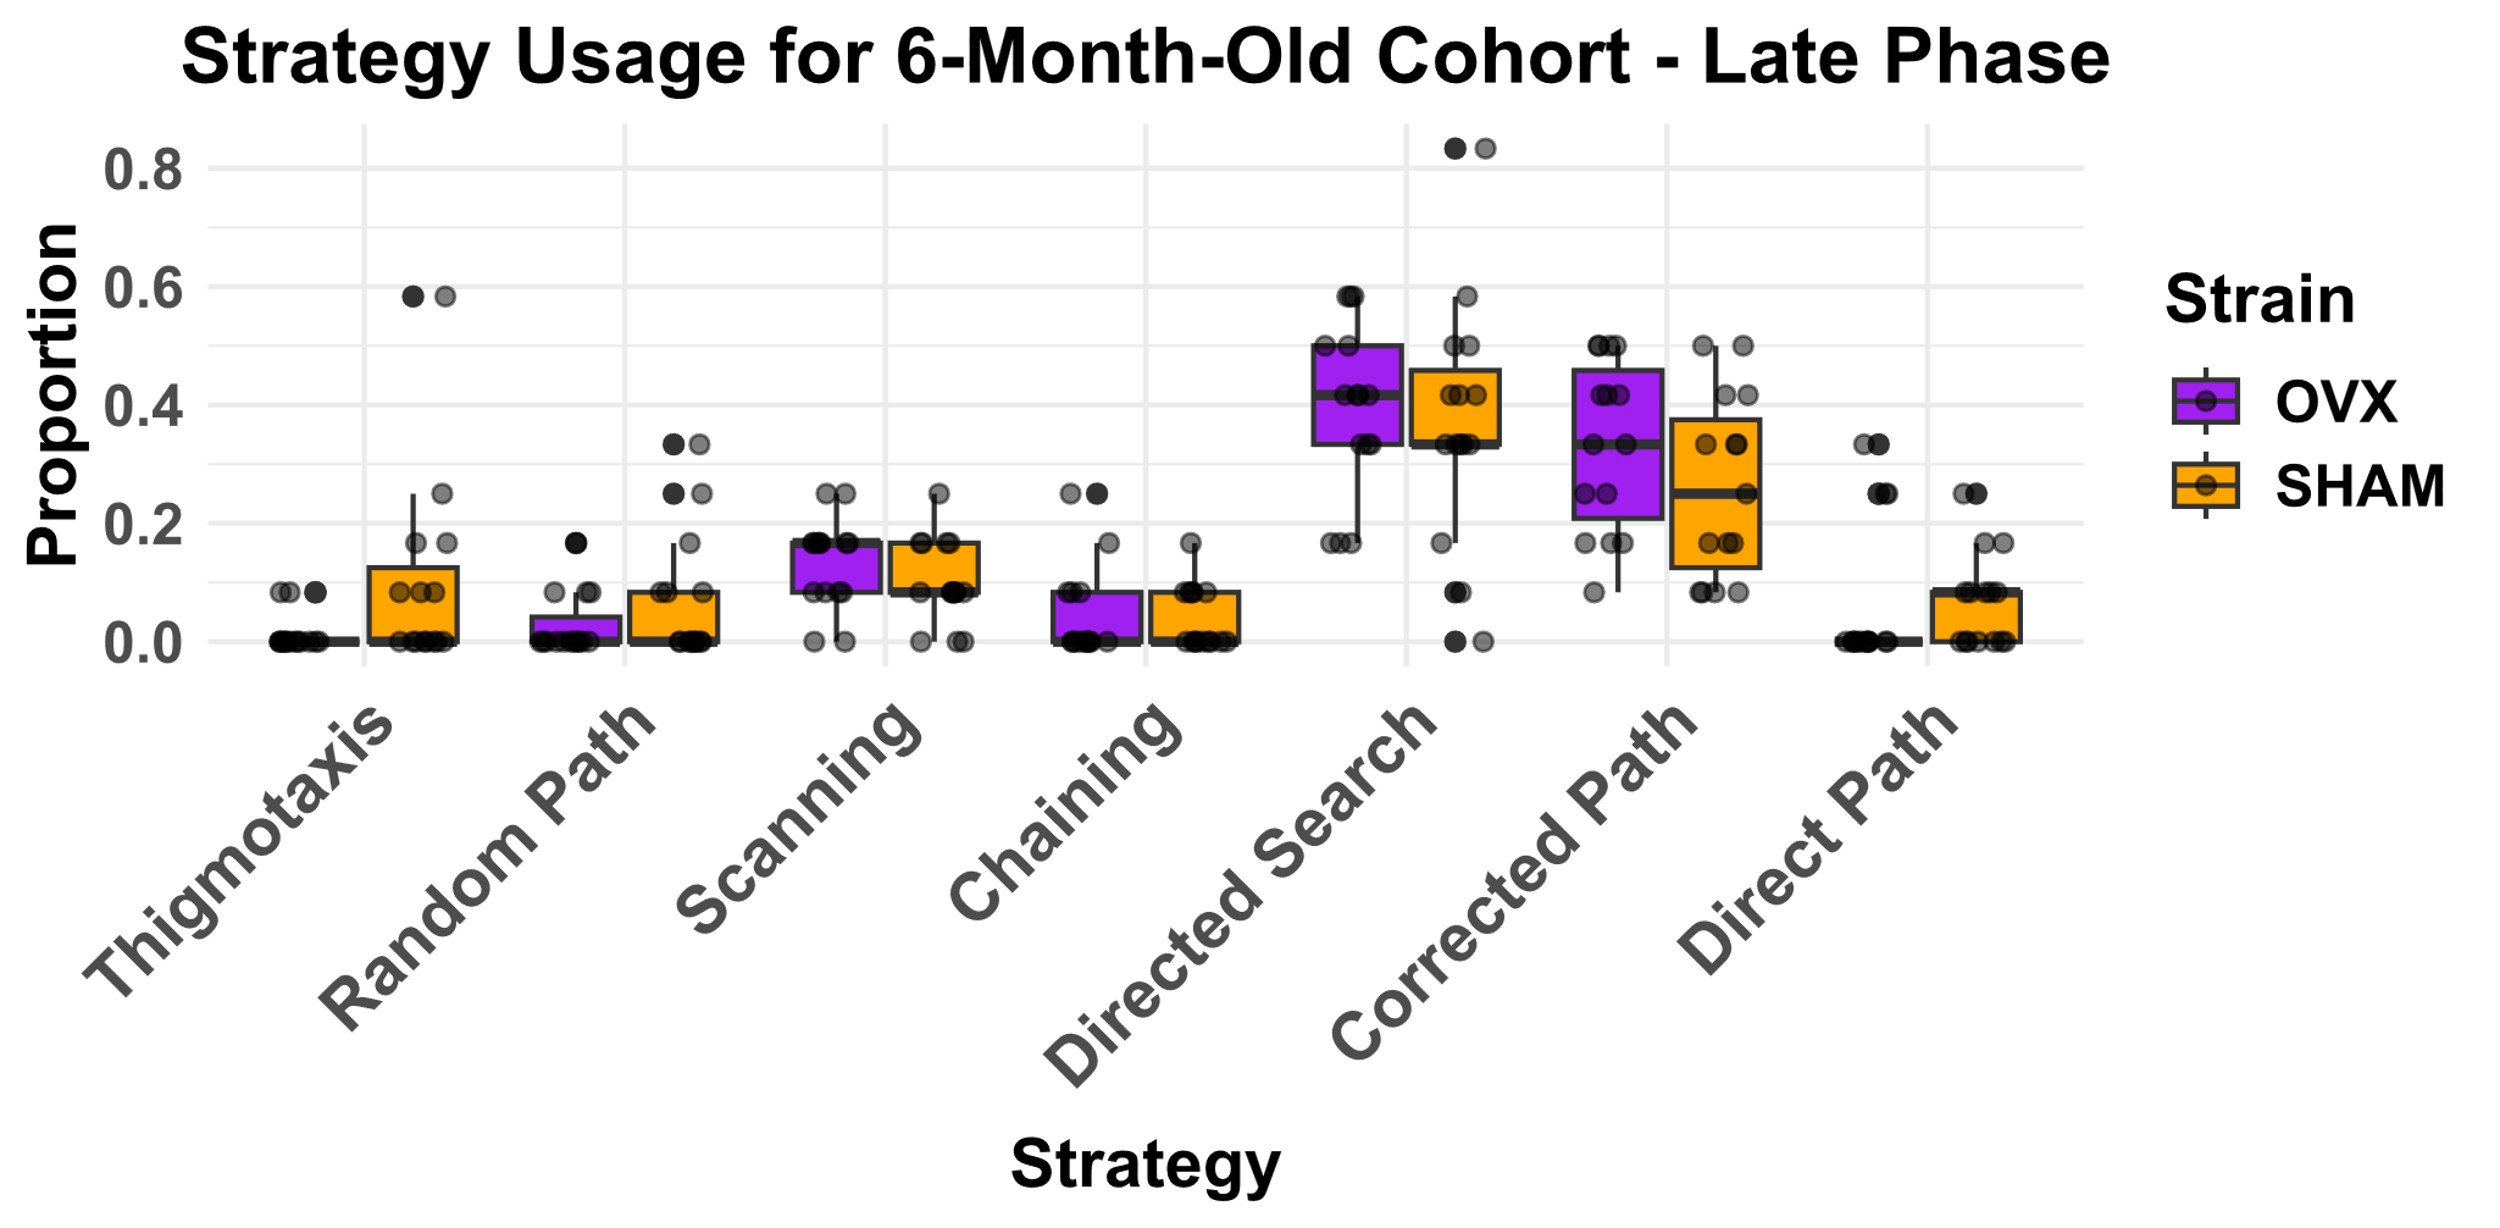 Strategy Usage for 6-Month-Old Cohort - Late Phase
Proportion
0.8
0.6
0.4
0.2
0.0
Thigmotaxis
Random Path
Scanning
Chaining
Directed Search
Corrected Path
Direct Path
Strategy
Strain
OVX
SHAM